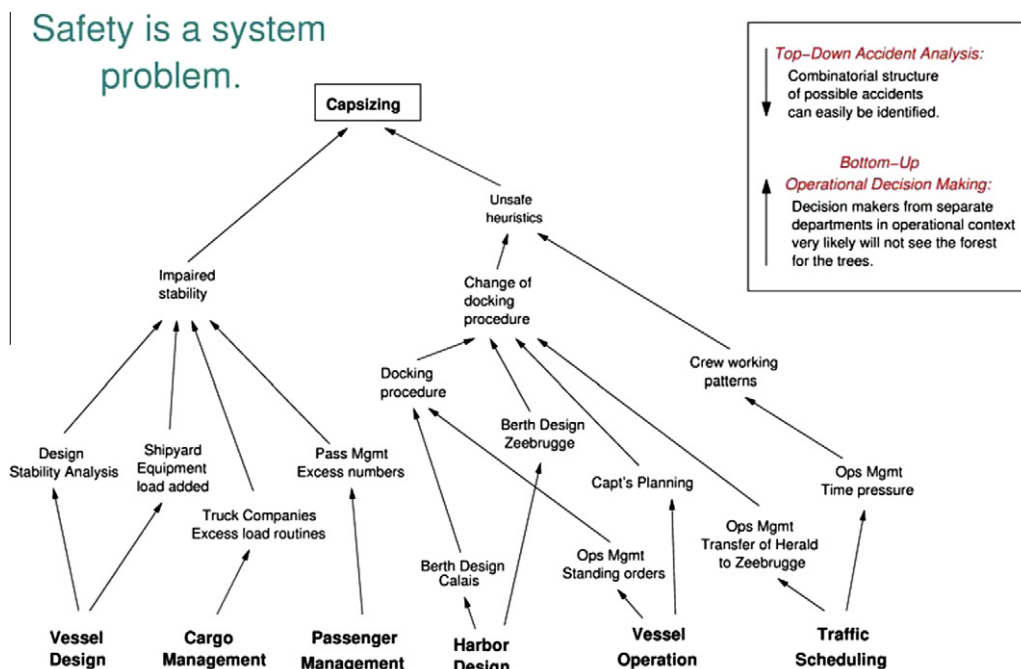 Safety is a system
problem.
Capsizing
Top-Down Accident Analysis:
Combinatorial structure
of possible accidents
can easily be identified.
Bottom-Up
Operational Decision Making:
Decision makers from separate
departments in operational context
very likely will not see the forest
for the trees.
Unsafe
heuristics
Impaired
stability
Change of
docking
procedure
Crew working
patterns
Docking
procedure
Berth Design
Zeebrugge
Design
Stability Analysis
Shipyard
Equipment
load added
Pass Mgmt
Excess numbers
Capt's Planning
Ops Mgmt
Time pressure
Truck Companies
Excess load routines
Ops Mgmt
Transfer of Herald
to Zeebrugge
Berth Design
Calais
Ops Mgmt
Standing orders
Vessel
Design
Cargo
Management
Passenger
Management
Harbor
Design
Vessel
Operation
Traffic
Scheduling